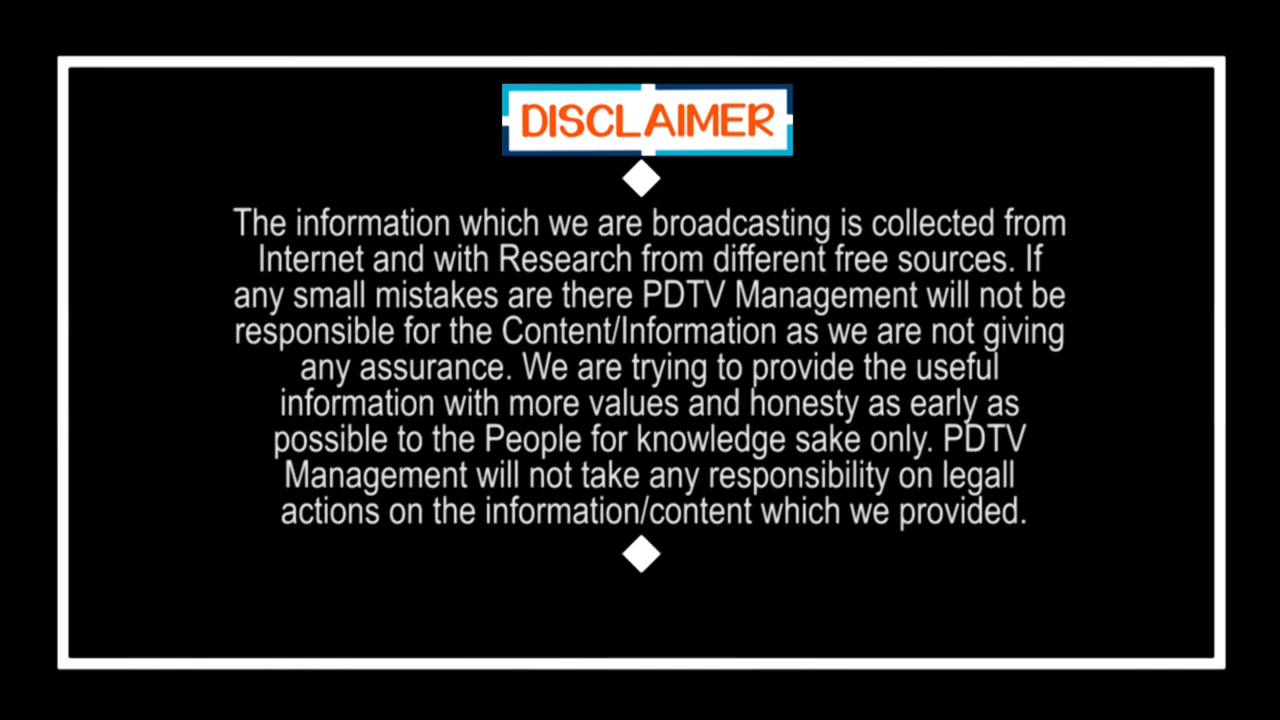 DISCLAIMER
The information which we are broadcasting is collected from
Internet and with Research from different free sources. If
any small mistakes are there PDTV Management will not be
responsible for the Content/Information as we are not giving
any assurance. We are trying to provide the useful
information with more values and honesty as early as
possible to the People for knowledge sake only. PDTV
Management will not take any responsibility on legall
actions on the information/content which we provided.